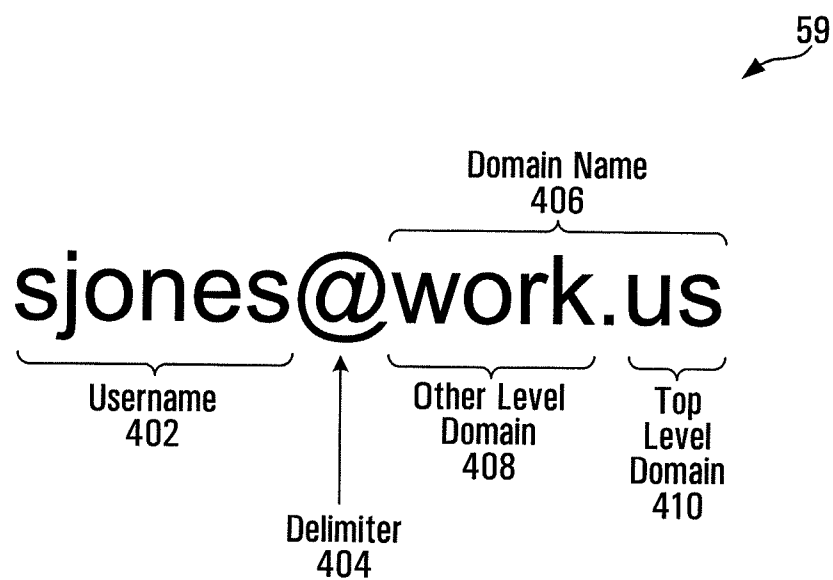 59
Domain Name
406
sjones@work.us
Username
402
Other Level
Domain
408
Top
Level
Domain
410
Delimiter
404